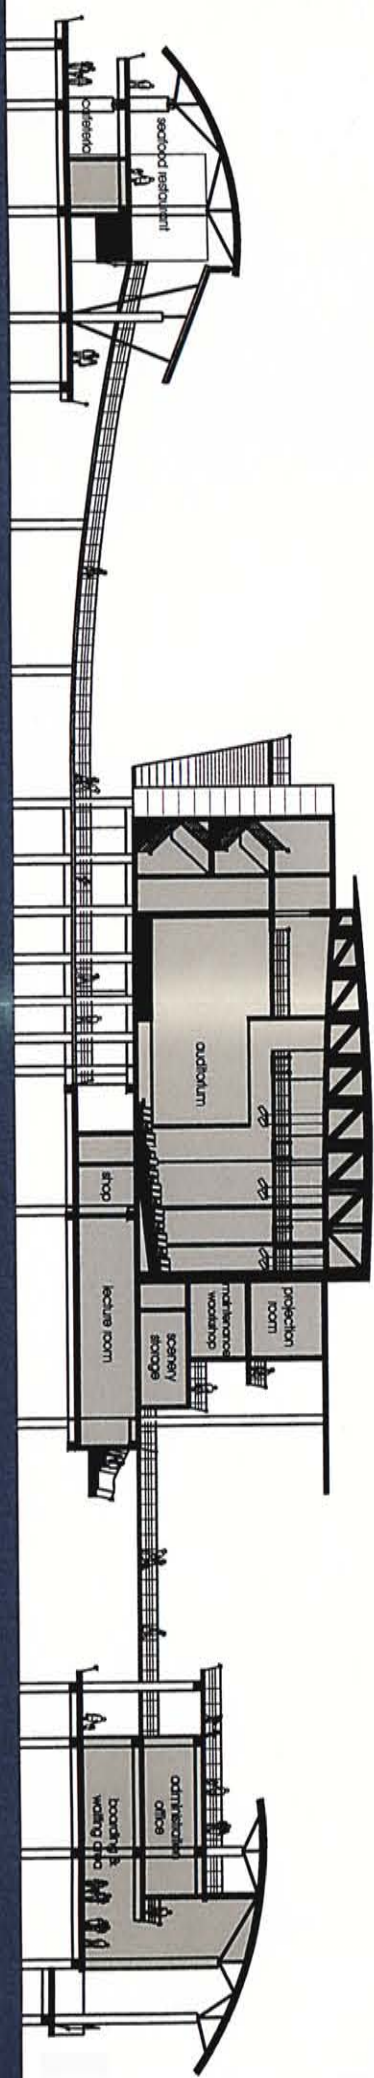 seafood restaurant
cafeteria
auditorium
shop
lecture room
projection
room
maintenance
workshop
scenery
storage
administration
office
boarding &
waiting area